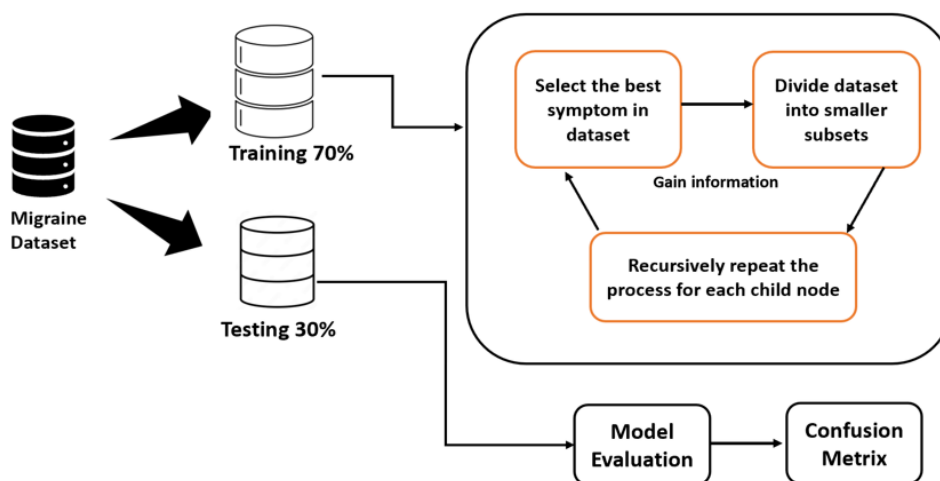 Migraine
Dataset
Training 70%
Testing 30%
Select the best
symptom in
dataset
Divide dataset
into smaller
subsets
Gain information
Recursively repeat the
process for each child node
Model
Evaluation
Confusion
Metrix